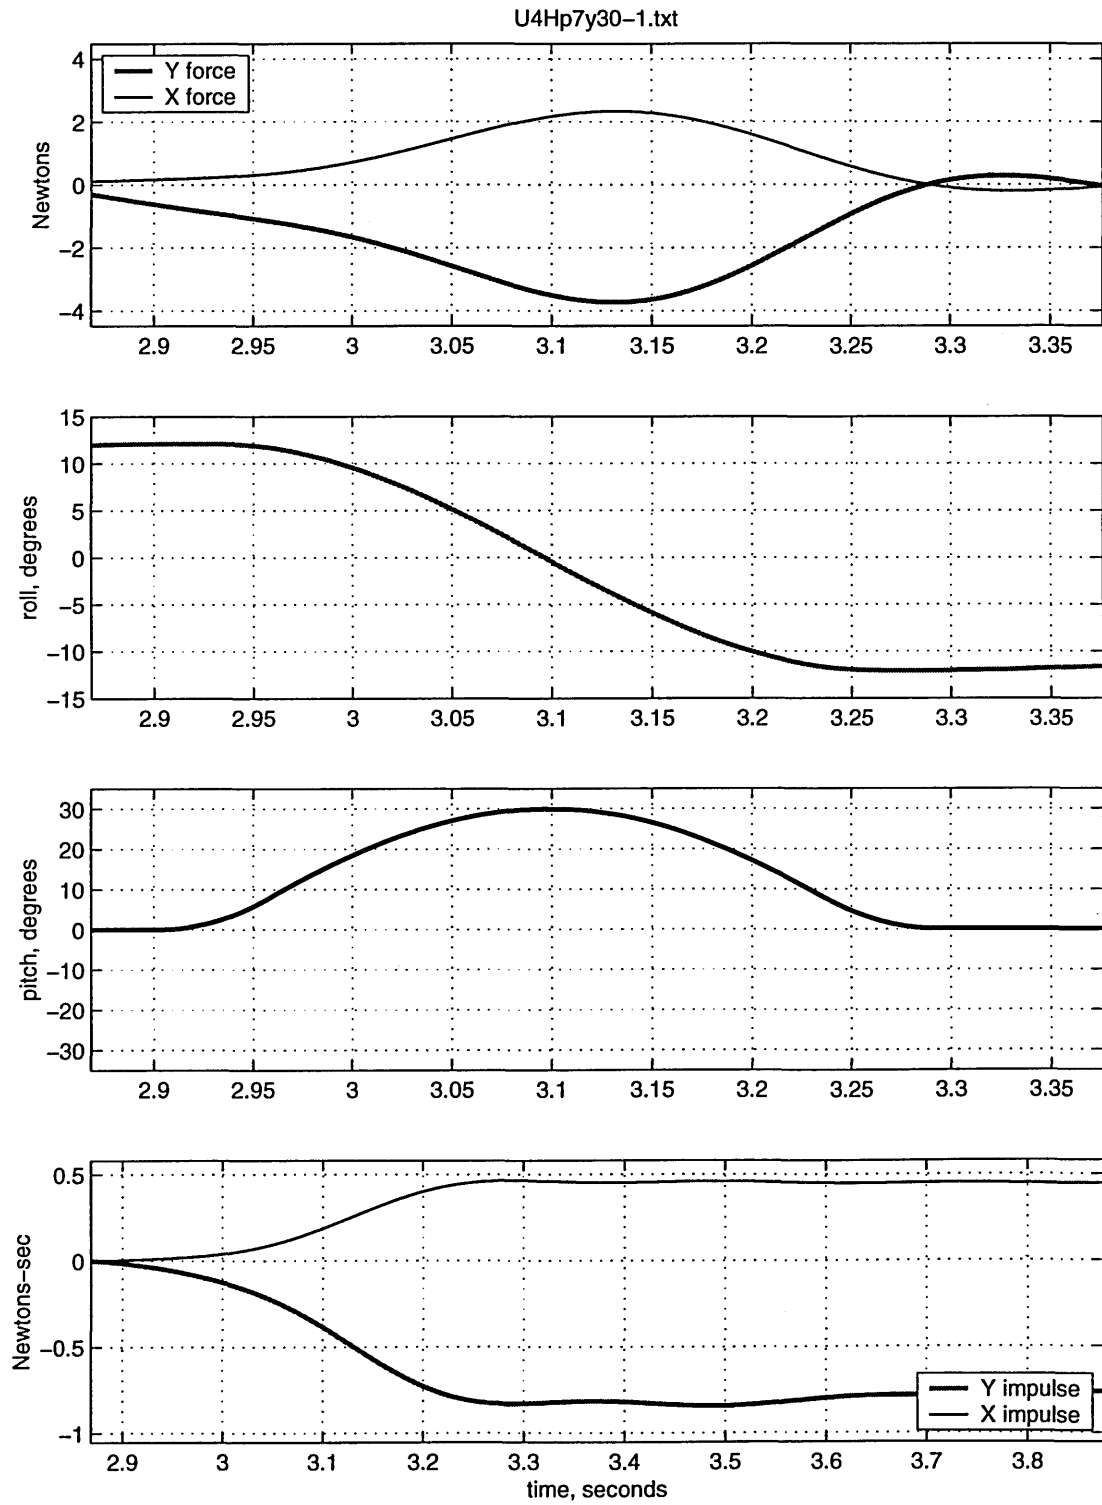 U4Hp7y30−1.txt
Y force
X force
Newtons
4
2
0
−2
−4
2.9 2.95 3 3.05 3.1 3.15 3.2 3.25 3.3 3.35
roll, degrees
15
10
5
0
−5
−10
−15
2.9 2.95 3 3.05 3.1 3.15 3.2 3.25 3.3 3.35
pitch, degrees
30
20
10
0
−10
−20
−30
2.9 2.95 3 3.05 3.1 3.15 3.2 3.25 3.3 3.35
Newtons−sec
0.5
0
−0.5
−1
Y impulse
X impulse
2.9 3 3.1 3.2 3.3 3.4 3.5 3.6 3.7 3.8
time, seconds